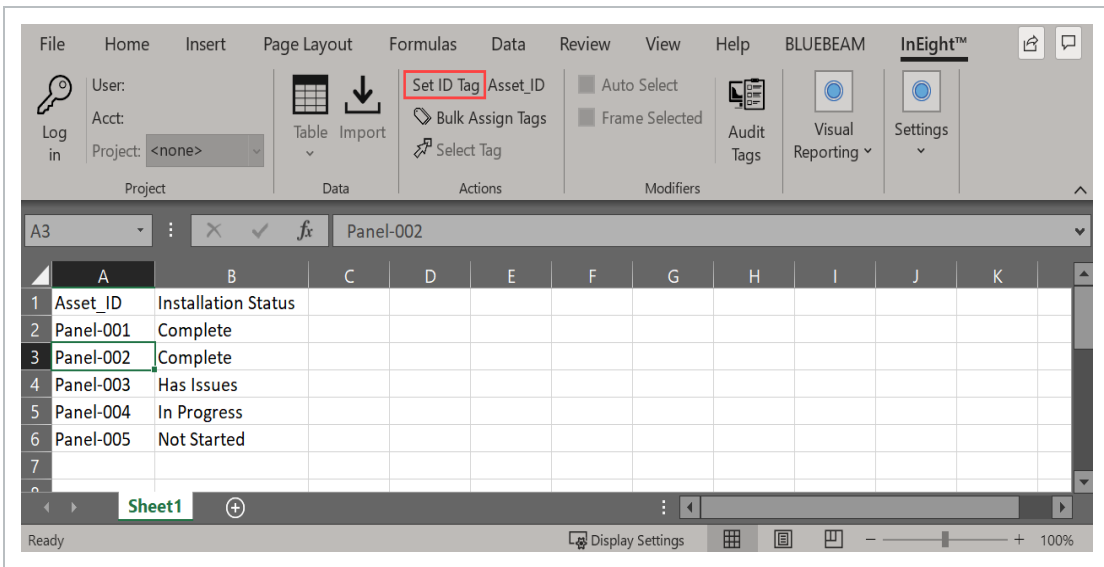 File Home Insert Page Layout Formulas Data Review View Help BLUEBEAM InEight™
Log in
User:
Acct:
Project: <none>
Project
Table
Import
Data
Set ID Tag Asset_ID
Bulk Assign Tags
Select Tag
Actions
Auto Select
Frame Selected
Modifiers
Audit Tags
Visual Reporting
Settings
A3 fx Panel-002
A B C D E F G H I J K
1 Asset_ID Installation Status
2 Panel-001 Complete
3 Panel-002 Complete
4 Panel-003 Has Issues
5 Panel-004 In Progress
6 Panel-005 Not Started
7
Sheet1
Ready Display Settings 100%